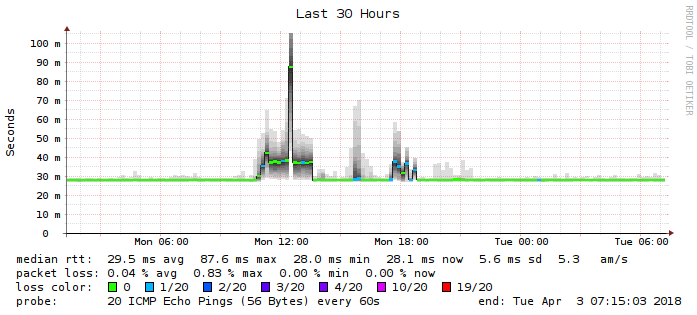 Last 30 Hours
RRDTOOL / TOBI OETIKER
Seconds
100 m
90 m
80 m
70 m
60 m
50 m
40 m
30 m
20 m
10 m
0
Mon 06:00 Mon 12:00 Mon 18:00 Tue 00:00 Tue 06:00
median rtt: 29.5 ms avg 87.6 ms max 28.0 ms min 28.1 ms now 5.6 ms sd 5.3 am/s
packet loss: 0.04 % avg 0.83 % max 0.00 % min 0.00 % now
loss color: 0 1/20 2/20 3/20 4/20 10/20 19/20
probe: 20 ICMP Echo Pings (56 Bytes) every 60s end: Tue Apr 3 07:15:03 2018